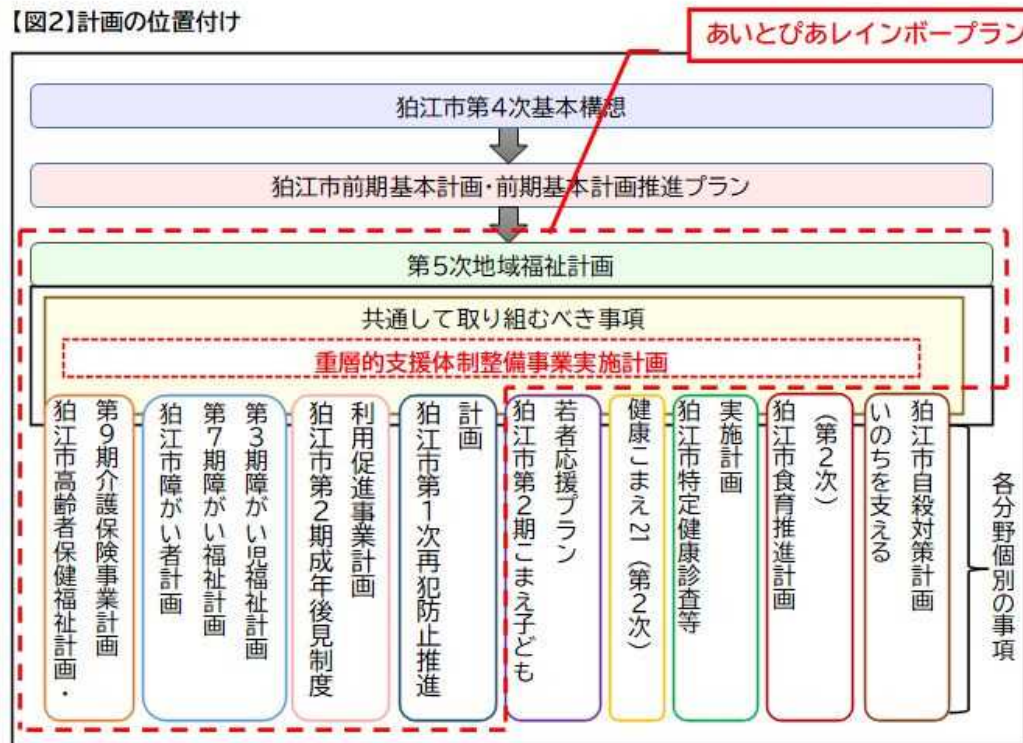 【図2】計画の位置付け
あいとぴあレインボープラン
狛江市第4次基本構想
狛江市前期基本計画・前期基本計画推進プラン
第5次地域福祉計画
共通して取り組むべき事項
重層的支援体制整備事業実施計画
狛江市高齢者保健福祉計画・
第9期介護保険事業計画
狛江市障がい者計画
第7期障がい福祉計画
第3期障がい児福祉計画
狛江市第2期成年後見制度
利用促進事業計画
狛江市第1次再犯防止推進
計画
狛江市第2期こまえ子ども
若者応援プラン
健康こまえ21（第2次）
狛江市特定健康診査等
実施計画
狛江市食育推進計画
（第2次）
いのちを支える
狛江市自殺対策計画
各分野個別の事項